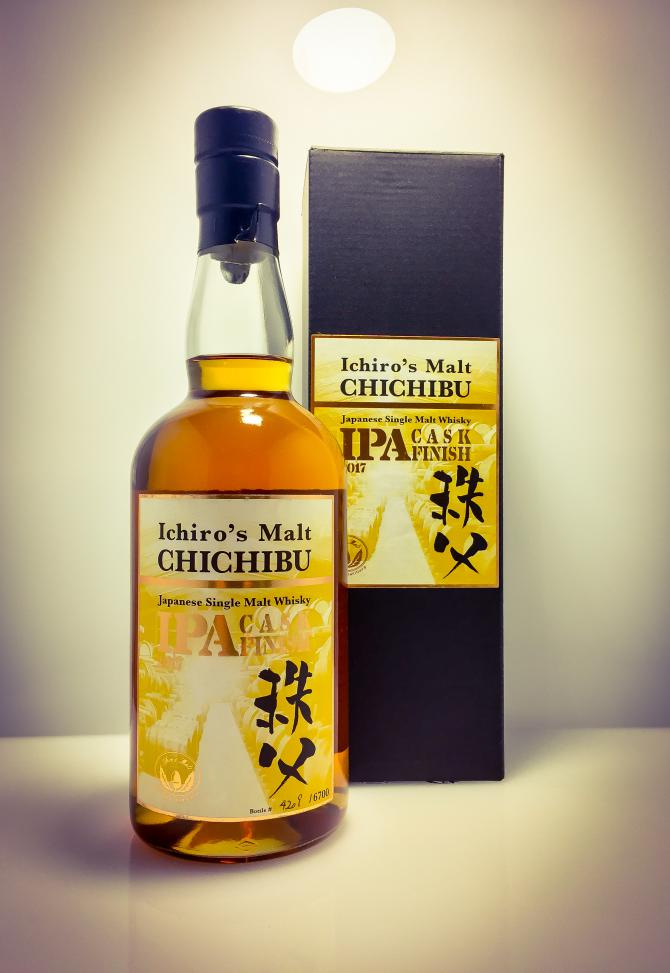 Ichiro's Malt
CHICHIBU
Japanese Single Malt Whisky
IPA CASK
FINISH
秩父
Bottle # 4209 /6700
Ichiro's Malt
CHICHIBU
Japanese Single Malt Whisky
IPA CASK
FINISH
2017
秩父